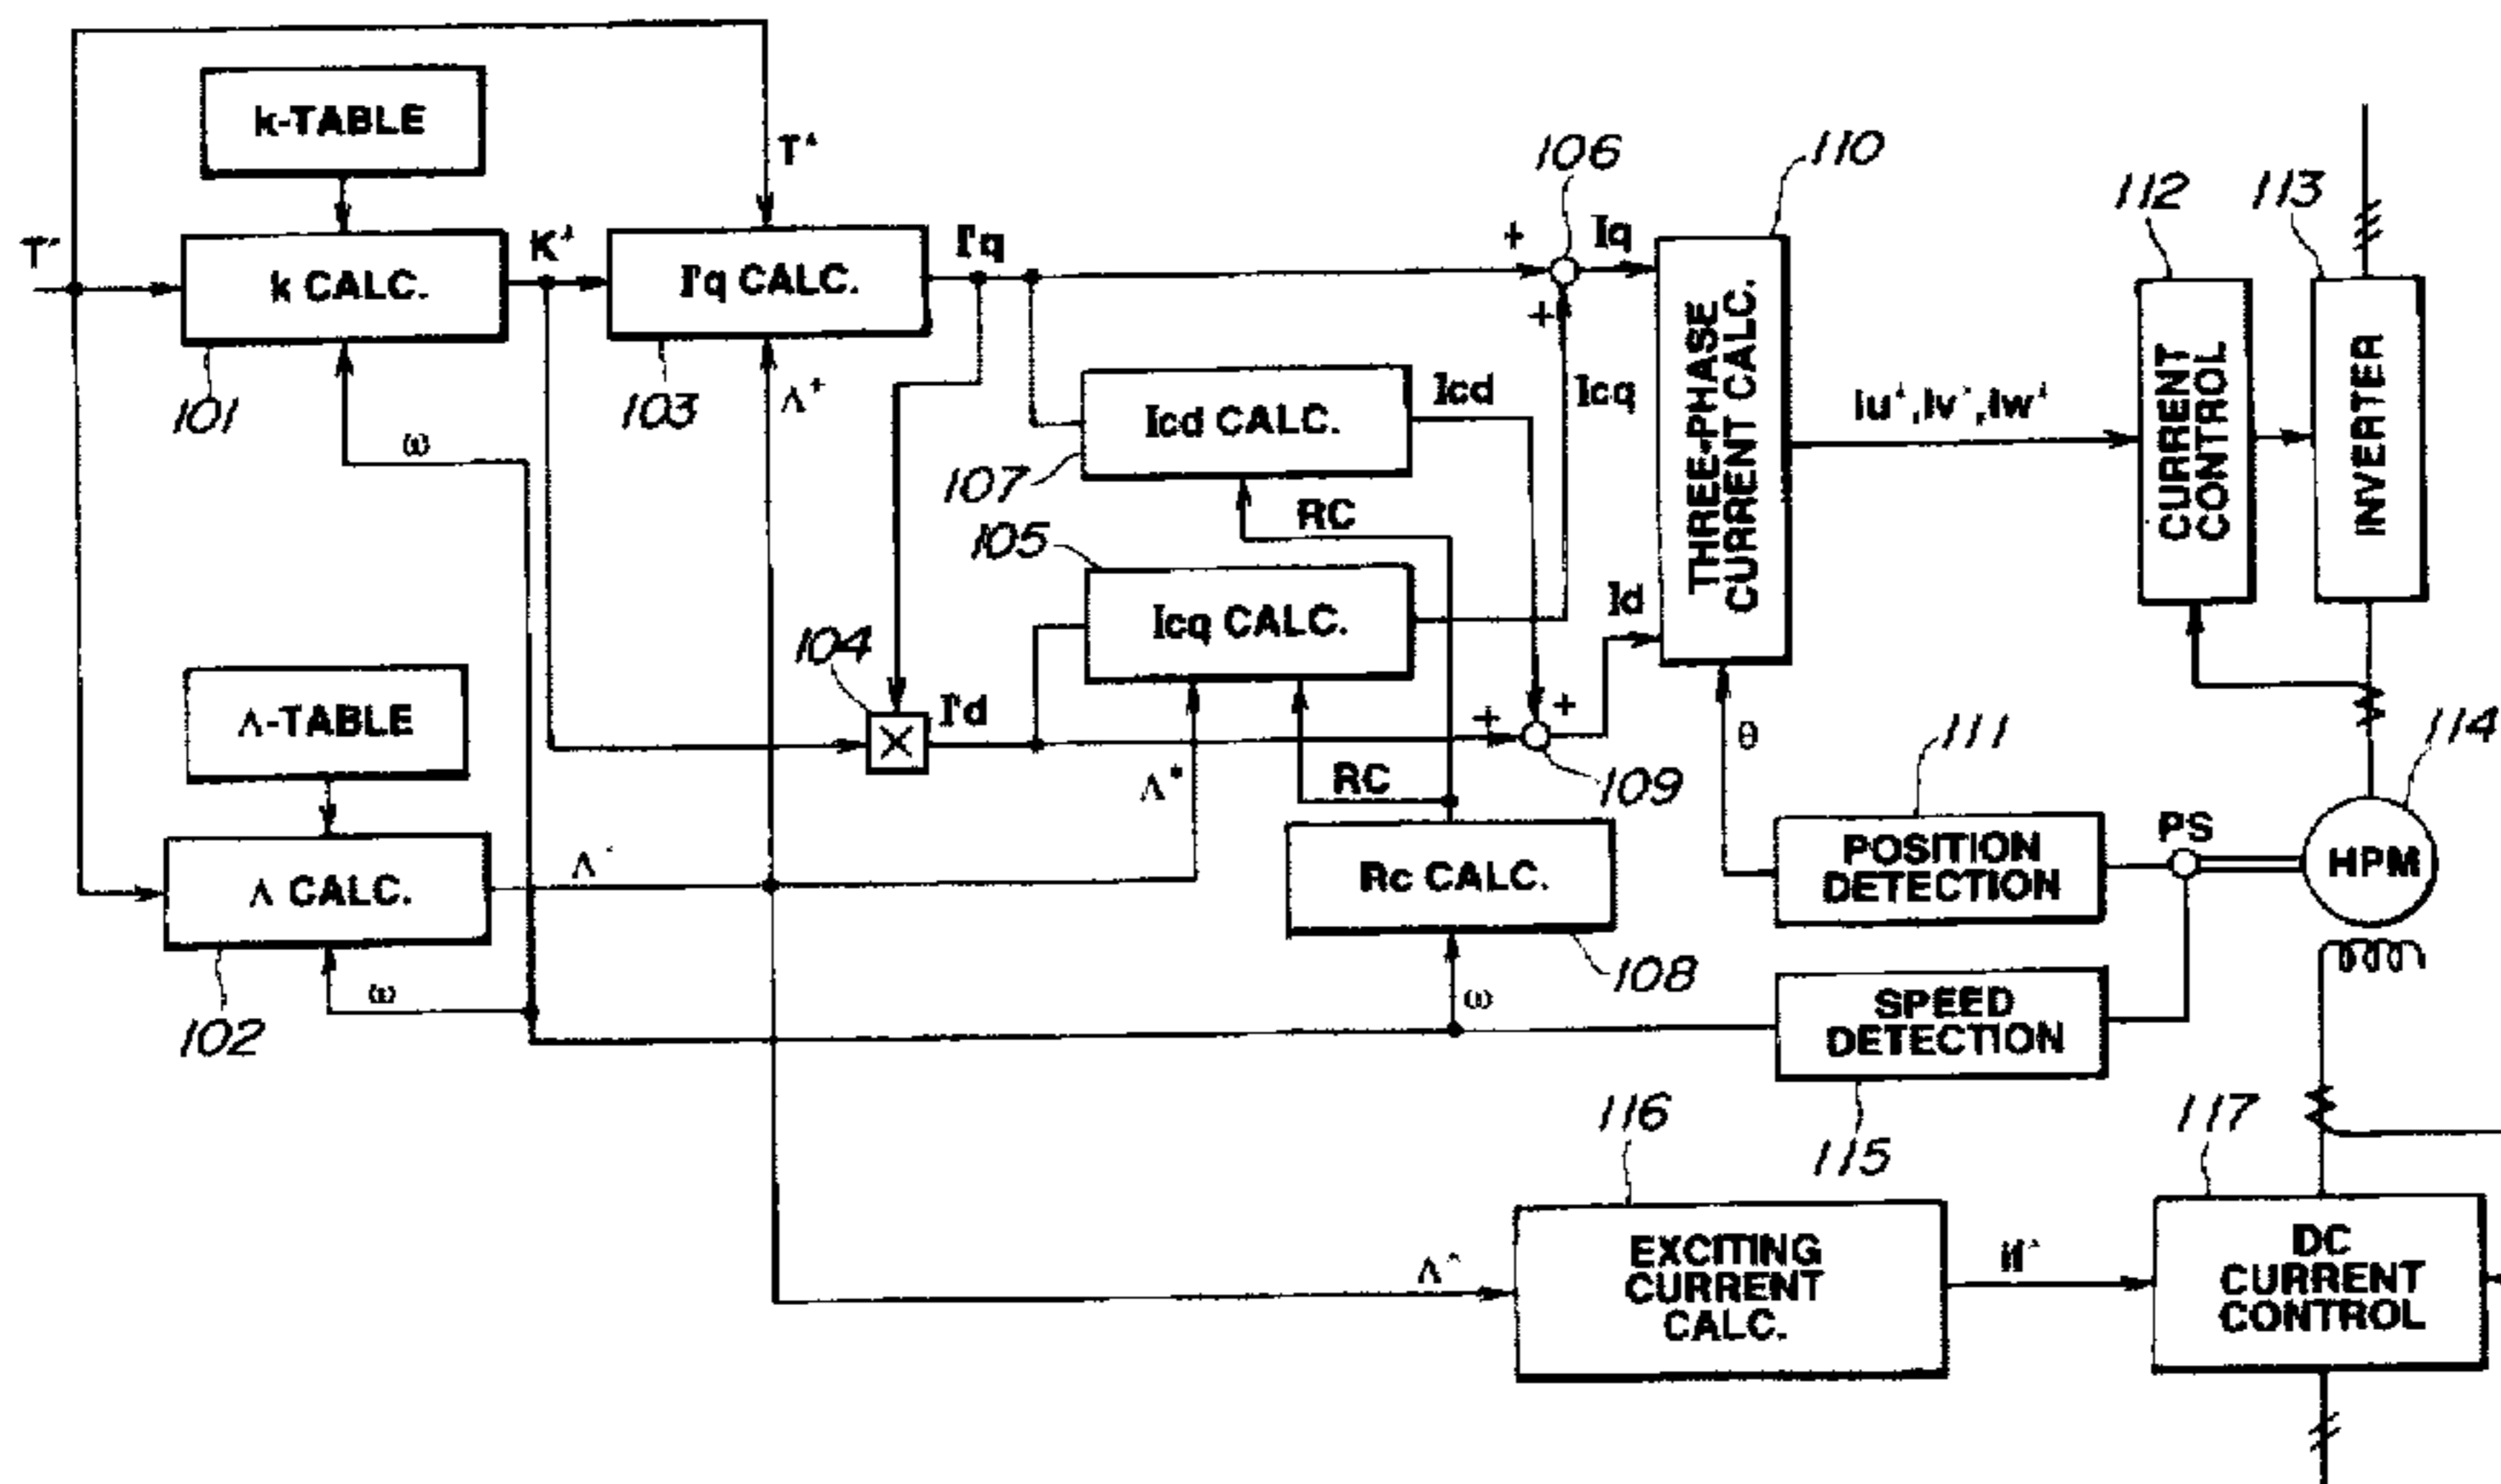 k-TABLE
T*
106
110
112
113
T*
K*
I'q
+
Iq
k CALC.
I'q CALC.
+
THREE-PHASE
CURRENT CALC.
CURRENT
CONTROL
INVERTER
101
103
Λ*
Icd CALC.
Icd
Icq
Iu*,Iv*,Iw*
ω
107
RC
105
Icq CALC.
Id
104
Λ-TABLE
I'd
+
+
θ
111
114
Λ*
RC
109
POSITION
DETECTION
PS
HPM
Λ CALC.
Λ*
Rc CALC.
108
ω
ω
SPEED
DETECTION
102
116
115
117
EXCITING
CURRENT
CALC.
Λ*
If*
DC
CURRENT
CONTROL